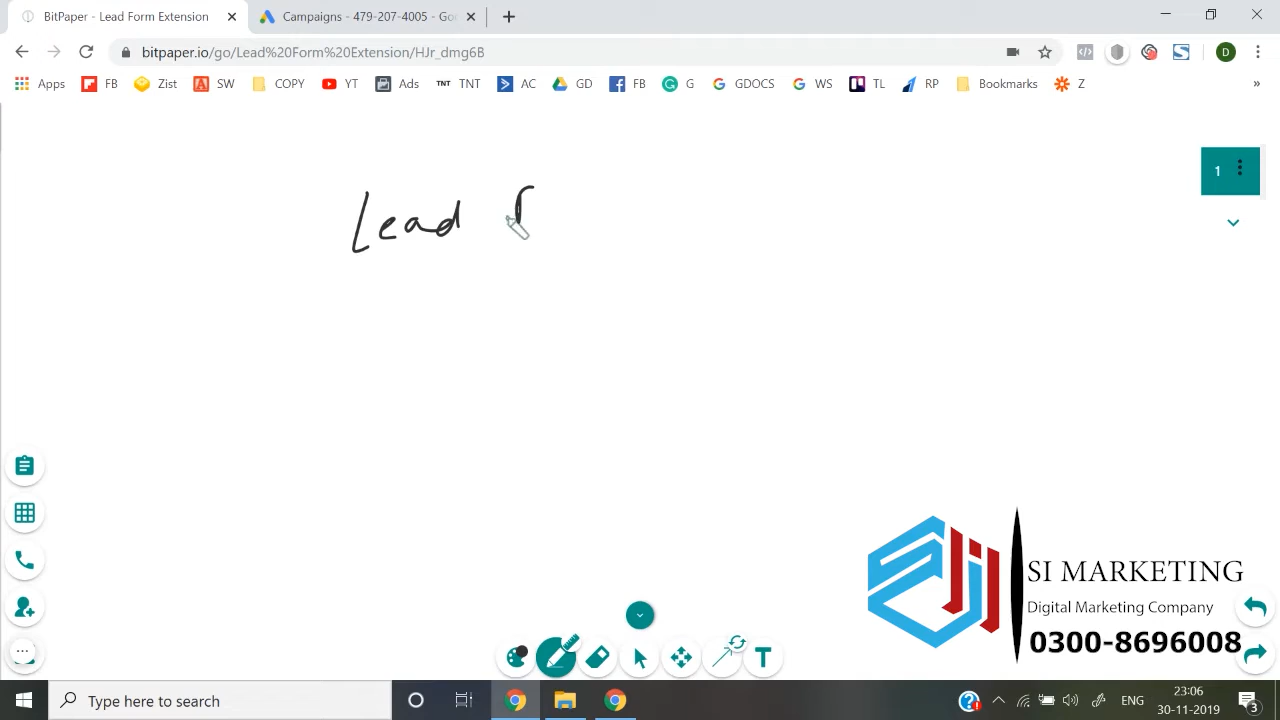 BitPaper - Lead Form Extension
Campaigns - 479-207-4005 - Go
bitpaper.io/go/Lead%20Form%20Extension/HJr_dmg6B
D
Apps FB Zist SW COPY YT Ads TNT TNT AC GD FB G GDOCS WS TL RP Bookmarks Z »
1
Lead f
SI MARKETING
Digital Marketing Company
0300-8696008
T
Type here to search
ENG
23:06
30-11-2019
3